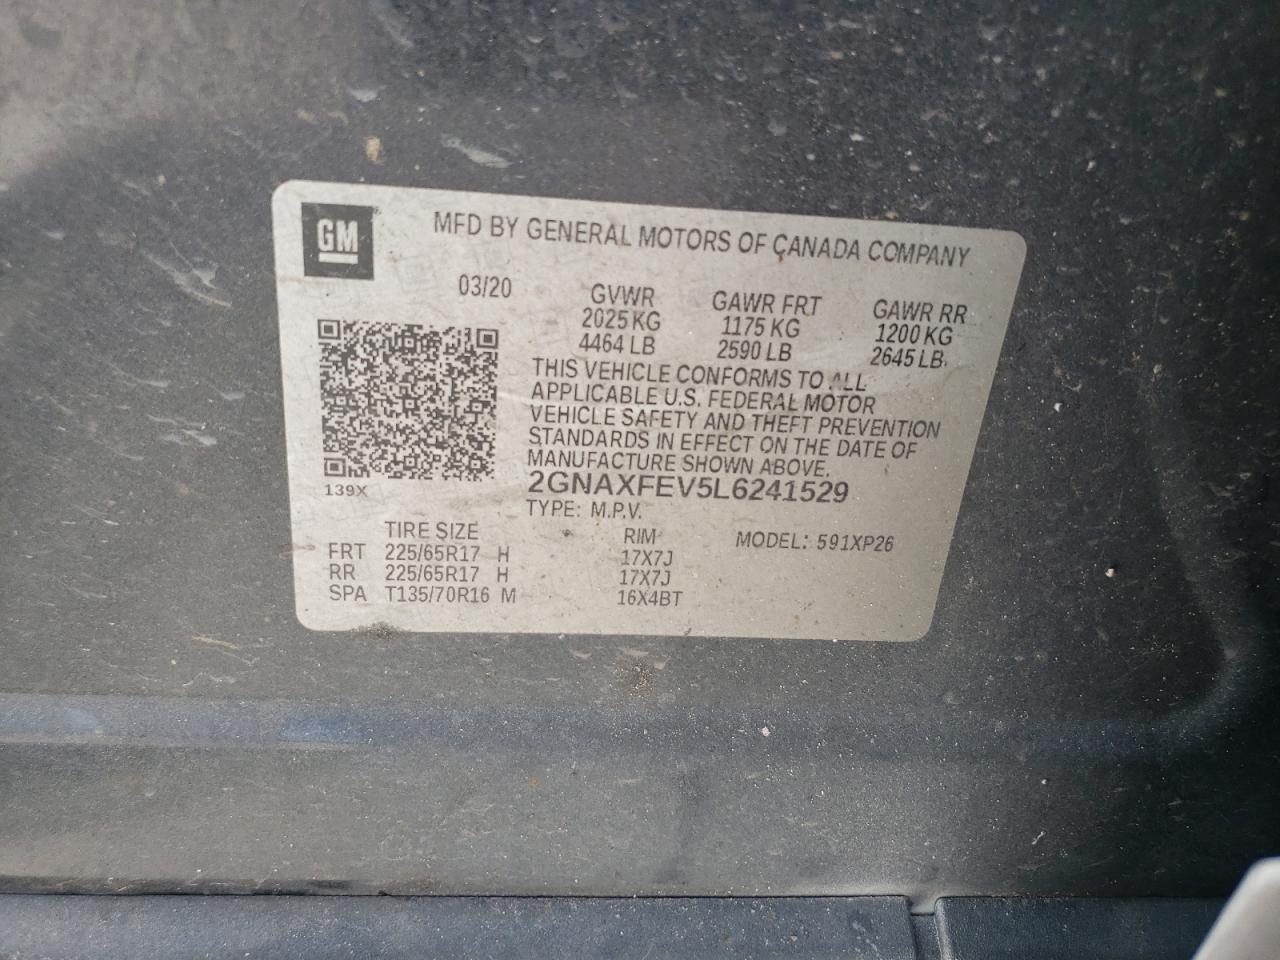 GM
MFD BY GENERAL MOTORS OF CANADA COMPANY
03/20
GVWR GAWR FRT GAWR RR
2025 KG 1175 KG 1200 KG
4464 LB 2590 LB 2645 LB
THIS VEHICLE CONFORMS TO ALL
APPLICABLE U.S. FEDERAL MOTOR
VEHICLE SAFETY AND THEFT PREVENTION
STANDARDS IN EFFECT ON THE DATE OF
MANUFACTURE SHOWN ABOVE.
2GNAXFEV5L6241529
139X
TYPE: M.P.V.
TIRE SIZE RIM MODEL: 591XP26
FRT 225/65R17 H 17X7J
RR 225/65R17 H 17X7J
SPA T135/70R16 M 16X4BT